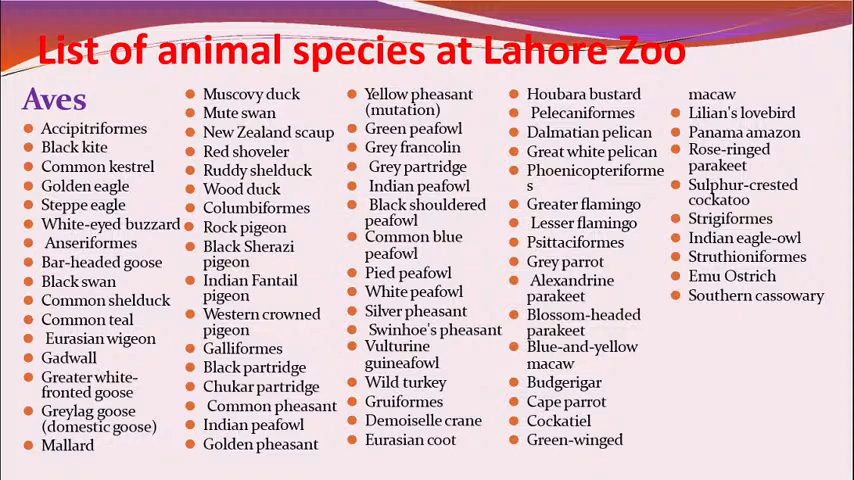 List of animal species at Lahore Zoo
Aves
Accipitriformes
Black kite
Common kestrel
Golden eagle
Steppe eagle
White-eyed buzzard
Anseriformes
Bar-headed goose
Black swan
Common shelduck
Common teal
Eurasian wigeon
Gadwall
Greater white-
fronted goose
Greylag goose
(domestic goose)
Mallard
Muscovy duck
Mute swan
New Zealand scaup
Red shoveler
Ruddy shelduck
Wood duck
Columbiformes
Rock pigeon
Black Sherazi
pigeon
Indian Fantail
pigeon
Western crowned
pigeon
Galliformes
Black partridge
Chukar partridge
Common pheasant
Indian peafowl
Golden pheasant
Yellow pheasant
(mutation)
Green peafowl
Grey francolin
Grey partridge
Indian peafowl
Black shouldered
peafowl
Common blue
peafowl
Pied peafowl
White peafowl
Silver pheasant
Swinhoe's pheasant
Vulturine
guineafowl
Wild turkey
Gruiformes
Demoiselle crane
Eurasian coot
Houbara bustard
Pelecaniformes
Dalmatian pelican
Great white pelican
Phoenicopteriforme
s
Greater flamingo
Lesser flamingo
Psittaciformes
Grey parrot
Alexandrine
parakeet
Blossom-headed
parakeet
Blue-and-yellow
macaw
Budgerigar
Cape parrot
Cockatiel
Green-winged
macaw
Lilian's lovebird
Panama amazon
Rose-ringed
parakeet
Sulphur-crested
cockatoo
Strigiformes
Indian eagle-owl
Struthioniformes
Emu Ostrich
Southern cassowary